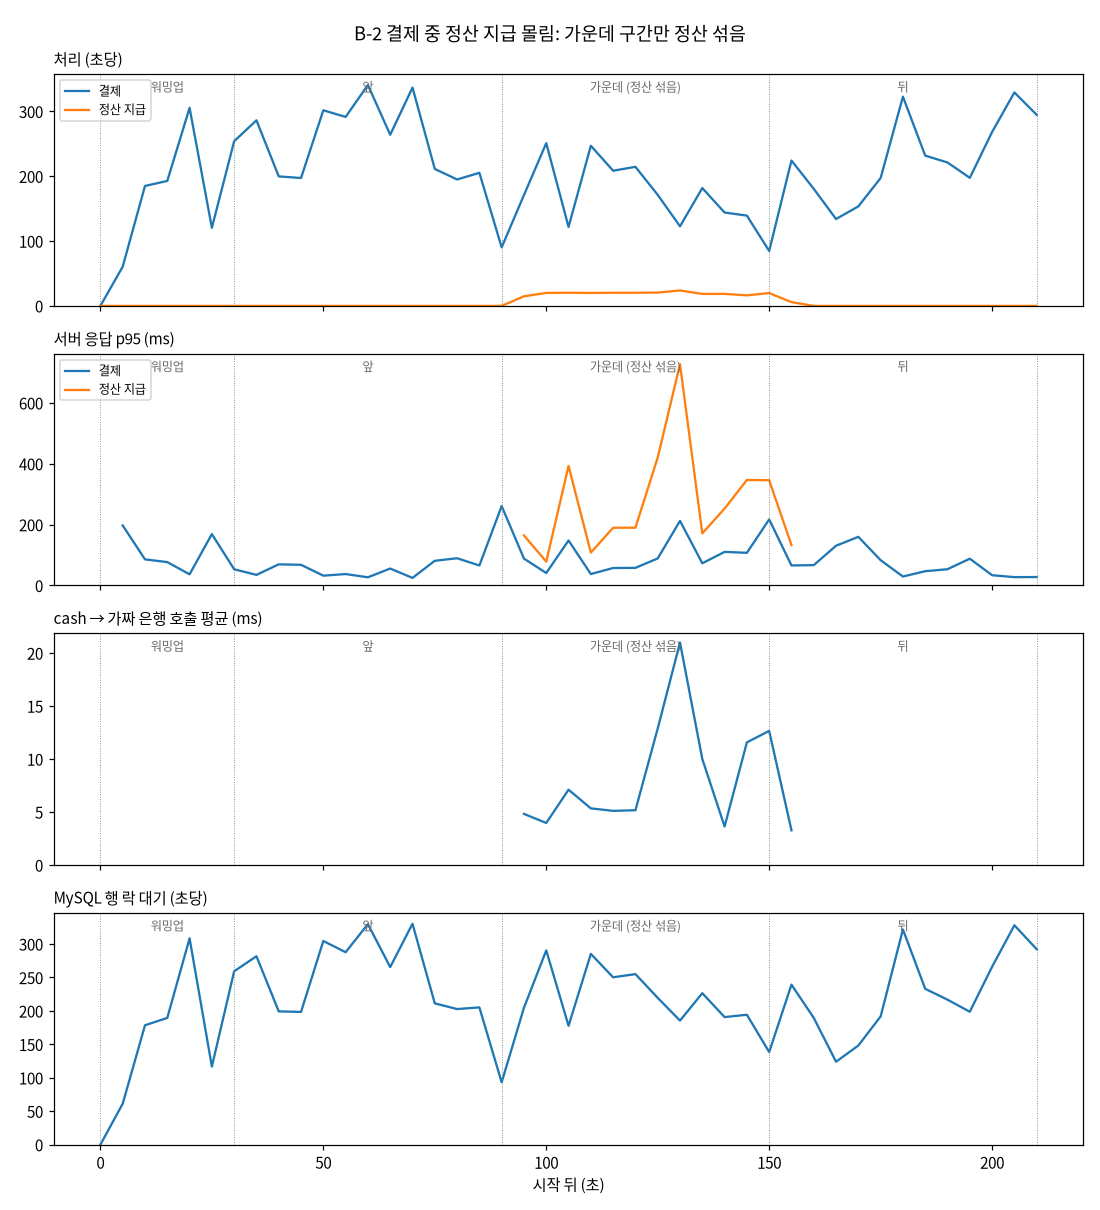 B-2 결제 중 정산 지급 몰림: 가운데 구간만 정산 섞음
처리 (초당)
워밍업 앞 가운데 (정산 섞음) 뒤
결제
정산 지급
300
200
100
0
서버 응답 p95 (ms)
워밍업 앞 가운데 (정산 섞음) 뒤
결제
정산 지급
600
400
200
0
cash → 가짜 은행 호출 평균 (ms)
워밍업 앞 가운데 (정산 섞음) 뒤
20
15
10
5
0
MySQL 행 락 대기 (초당)
워밍업 앞 가운데 (정산 섞음) 뒤
300
250
200
150
100
50
0
0 50 100 150 200
시작 뒤 (초)